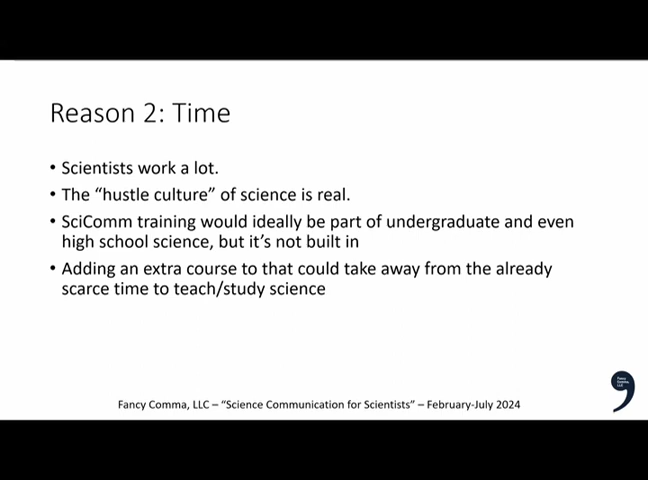 Reason 2: Time
• Scientists work a lot.
• The “hustle culture” of science is real.
• SciComm training would ideally be part of undergraduate and even
high school science, but it’s not built in
• Adding an extra course to that could take away from the already
scarce time to teach/study science
Fancy Comma, LLC – “Science Communication for Scientists” – February-July 2024
Fancy
Comma,
LLC